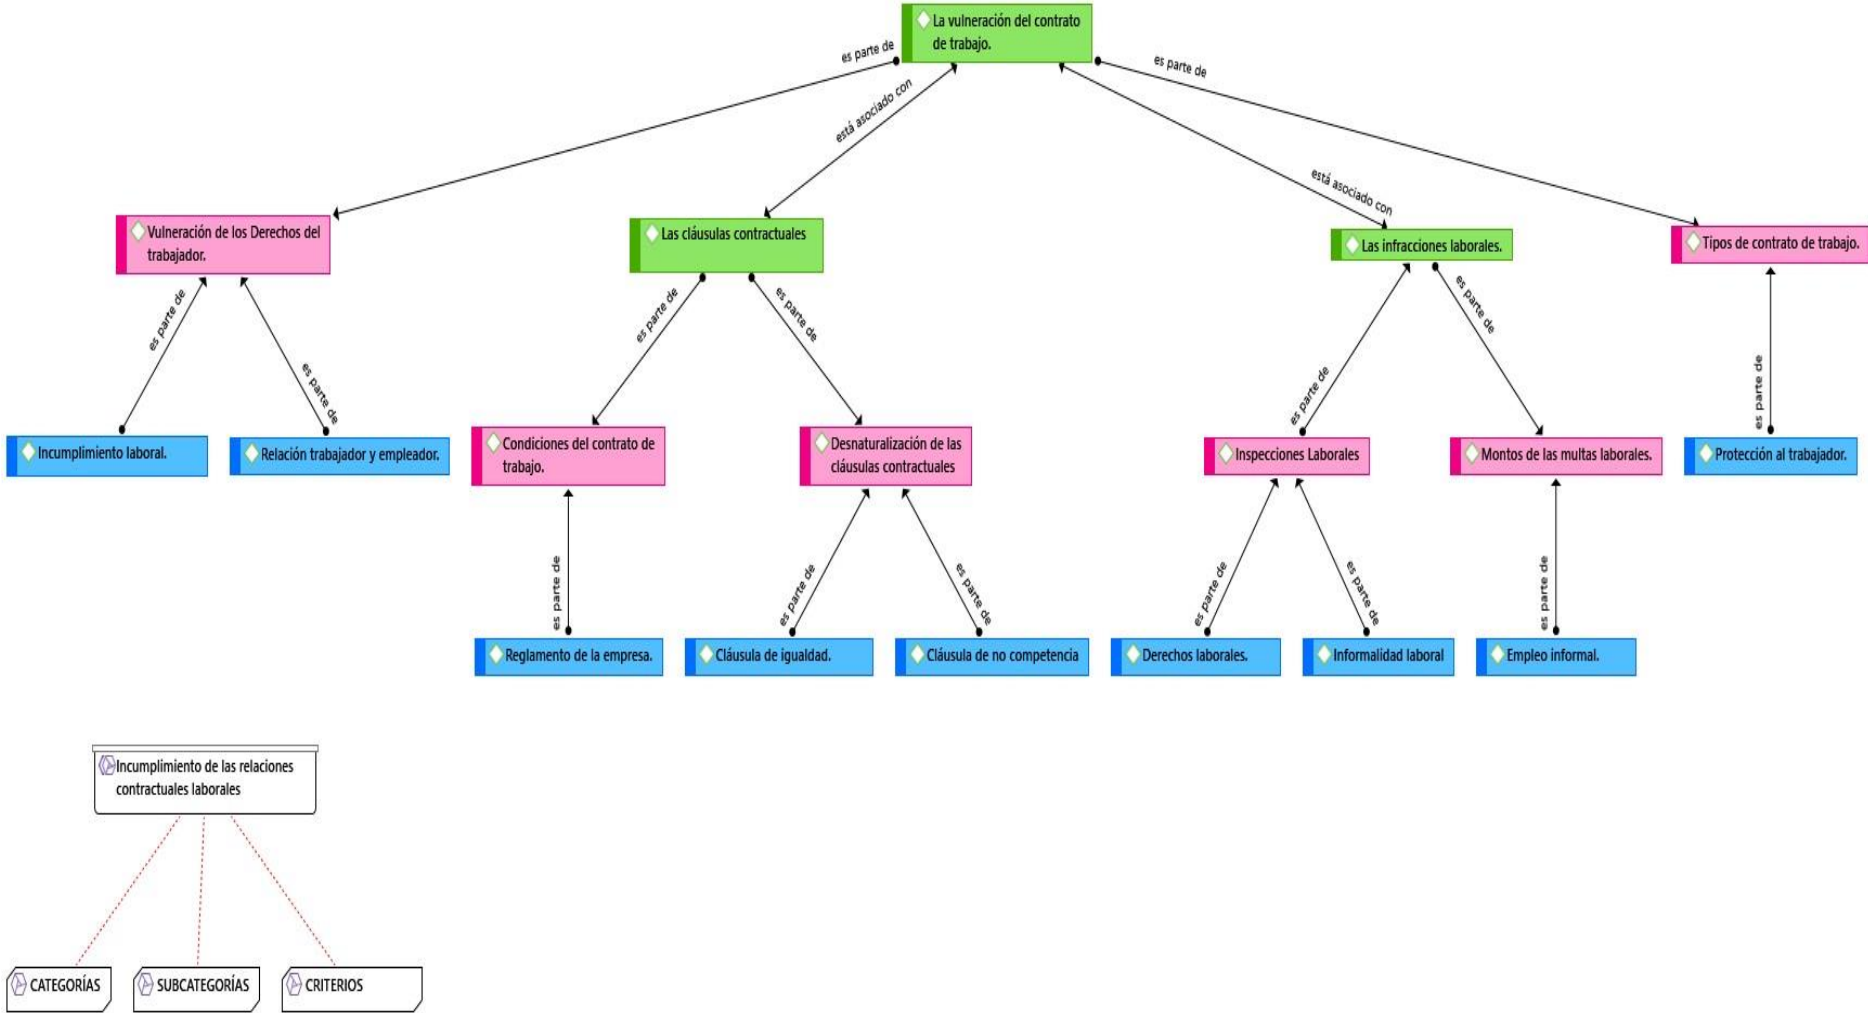 La vulneración del contrato
de trabajo.
es parte de
está asociado con
está asociado con
es parte de
Vulneración de los Derechos del
trabajador.
Las cláusulas contractuales
Las infracciones laborales.
Tipos de contrato de trabajo.
es parte de
es parte de
es parte de
es parte de
es parte de
es parte de
es parte de
Incumplimiento laboral.
Relación trabajador y empleador.
Condiciones del contrato de
trabajo.
Desnaturalización de las
cláusulas contractuales
Inspecciones Laborales
Montos de las multas laborales.
Protección al trabajador.
es parte de
es parte de
es parte de
es parte de
es parte de
es parte de
Reglamento de la empresa.
Cláusula de igualdad.
Cláusula de no competencia
Derechos laborales.
Informalidad laboral
Empleo informal.
Incumplimiento de las relaciones
contractuales laborales
CATEGORÍAS
SUBCATEGORÍAS
CRITERIOS